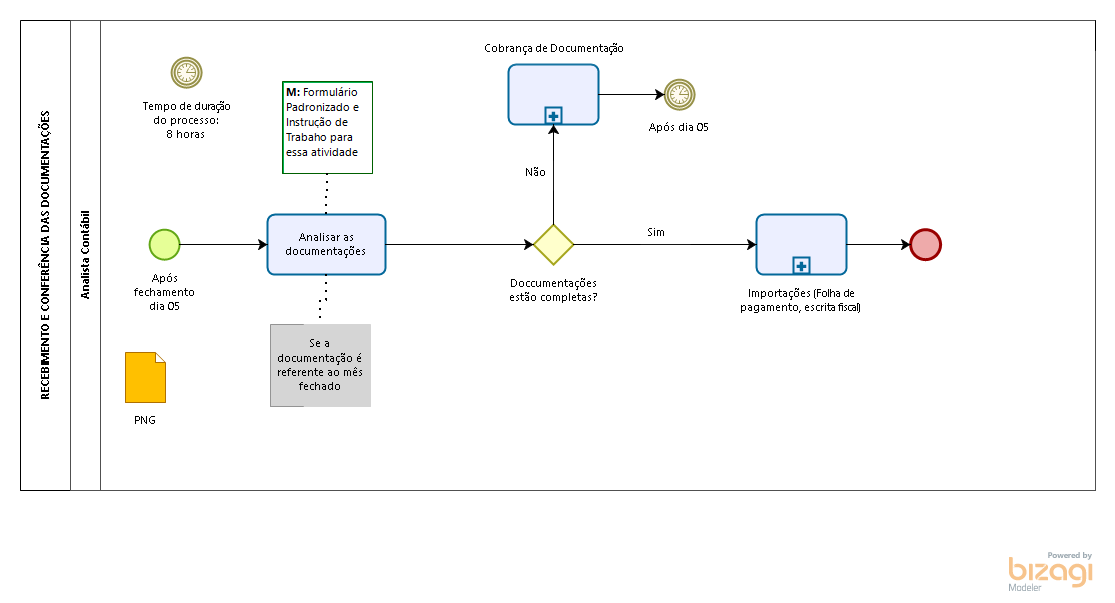 RECEBIMENTO E CONFERÊNCIA DAS DOCUMENTAÇÕES
Analista Contábil
Tempo de duração
do processo:
8 horas
M: Formulário
Padronizado e
Instrução de
Trabaho para
essa atividade
Cobrança de Documentação
Após dia 05
Não
Após
fechamento
dia 05
Analisar as
documentações
Doccumentações
estão completas?
Sim
Importações (Folha de
pagamento, escrita fiscal)
Se a
documentação é
referente ao mês
fechado
PNG
Powered by
bizagi
Modeler